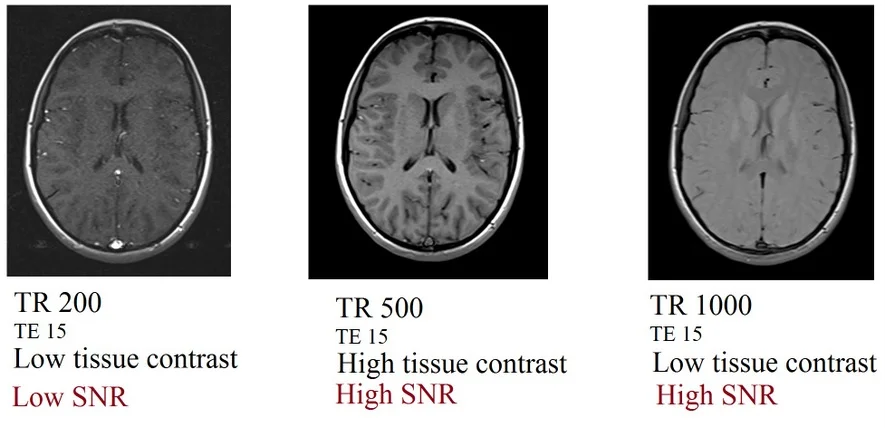 TR 200
TE 15
Low tissue contrast
Low SNR
TR 500
TE 15
High tissue contrast
High SNR
TR 1000
TE 15
Low tissue contrast
High SNR